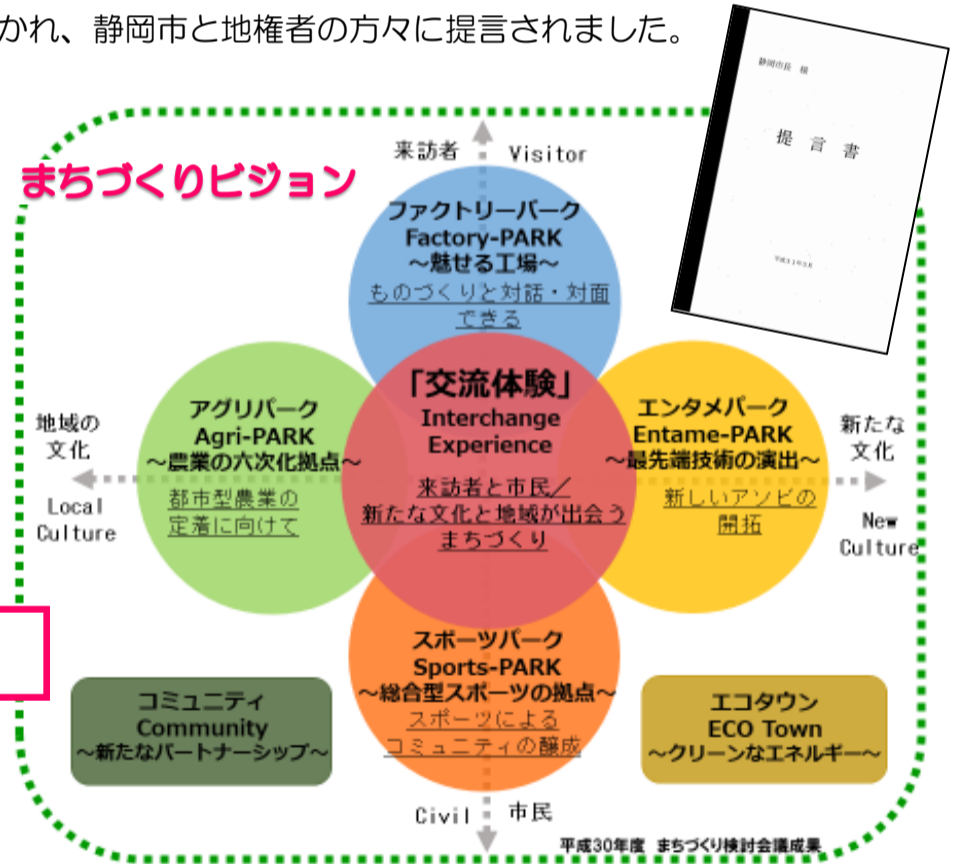 かれ、静岡市と地権者の方々に提言されました。
静岡市長 様
提 言 書
平成31年3月
まちづくりビジョン
来訪者 Visitor
ファクトリーパーク
Factory-PARK
～魅せる工場～
ものづくりと対話・対面
できる
「交流体験」
Interchange
Experience
来訪者と市民／
新たな文化と地域が出会う
まちづくり
地域の
文化
Local
Culture
アグリパーク
Agri-PARK
～農業の六次化拠点～
都市型農業の
定着に向けて
エンタメパーク
Entame-PARK
～最先端技術の演出～
新しいアソビの
開拓
新たな
文化
New
Culture
スポーツパーク
Sports-PARK
～総合型スポーツの拠点～
スポーツによる
コミュニティの醸成
コミュニティ
Community
～新たなパートナーシップ～
エコタウン
ECO Town
～クリーンなエネルギー～
Civil 市民
平成30年度 まちづくり検討会議成果